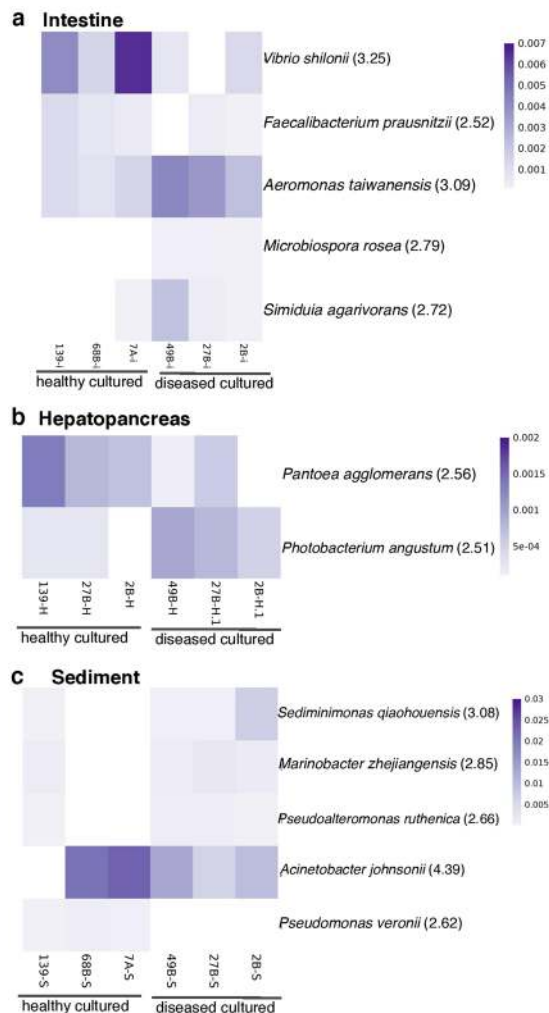 a Intestine
Vibrio shilonii (3.25)
Faecalibacterium prausnitzii (2.52)
Aeromonas taiwanensis (3.09)
Microbiospora rosea (2.79)
Simiduia agarivorans (2.72)
0.007
0.006
0.005
0.004
0.003
0.002
0.001
139-i 68B-i 7A-i 49B-i 27B-i 2B-i
healthy cultured diseased cultured
b Hepatopancreas
Pantoea agglomerans (2.56)
Photobacterium angustum (2.51)
0.002
0.0015
0.001
5e-04
139-H 27B-H 2B-H 49B-H 27B-H.1 2B-H.1
healthy cultured diseased cultured
c Sediment
Sediminimonas qiaohouensis (3.08)
Marinobacter zhejiangensis (2.85)
Pseudoalteromonas ruthenica (2.66)
Acinetobacter johnsonii (4.39)
Pseudomonas veronii (2.62)
0.03
0.025
0.02
0.015
0.01
0.005
139-S 68B-S 7A-S 49B-S 27B-S 2B-S
healthy cultured diseased cultured